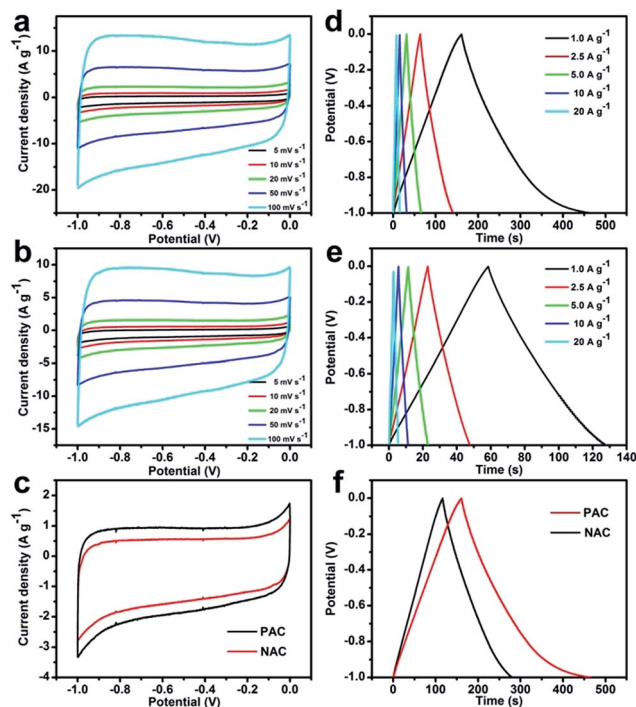 a
Current density (A g-1)
10
0
-10
-20
-1.0 -0.8 -0.6 -0.4 -0.2 0.0
Potential (V)
5 mV s-1
10 mV s-1
20 mV s-1
50 mV s-1
100 mV s-1
d
Potential (V)
0.0
-0.2
-0.4
-0.6
-0.8
-1.0
0 100 200 300 400 500
Time (s)
1.0 A g-1
2.5 A g-1
5.0 A g-1
10 A g-1
20 A g-1
b
Current density (A g-1)
10
5
0
-5
-10
-15
-1.0 -0.8 -0.6 -0.4 -0.2 0.0
Potential (V)
5 mV s-1
10 mV s-1
20 mV s-1
50 mV s-1
100 mV s-1
e
Potential (V)
0.0
-0.2
-0.4
-0.6
-0.8
-1.0
0 20 40 60 80 100 120 140
Time (s)
1.0 A g-1
2.5 A g-1
5.0 A g-1
10 A g-1
20 A g-1
c
Current density (A g-1)
2
1
0
-1
-2
-3
-4
-1.0 -0.8 -0.6 -0.4 -0.2 0.0
Potential (V)
PAC
NAC
f
Potential (V)
0.0
-0.2
-0.4
-0.6
-0.8
-1.0
0 100 200 300 400 500
Time (s)
PAC
NAC